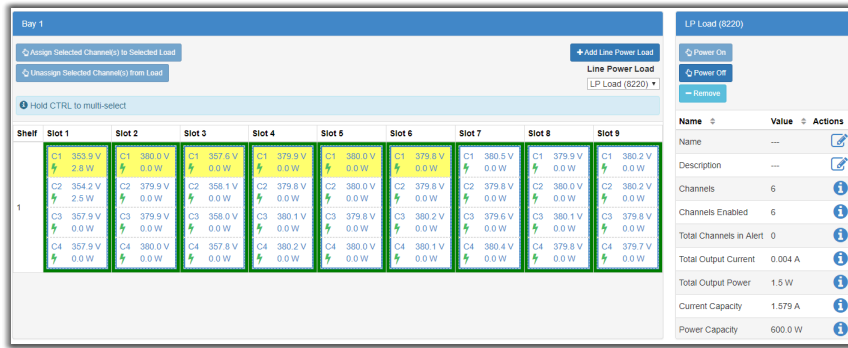 Bay 1
Assign Selected Channel(s) to Selected Load
+ Add Line Power Load
Unassign Selected Channel(s) from Load
Line Power Load
LP Load (8220)
Hold CTRL to multi-select
Shelf Slot 1 Slot 2 Slot 3 Slot 4 Slot 5 Slot 6 Slot 7 Slot 8 Slot 9
1
C1 353.9 V C1 380.0 V C1 357.6 V C1 379.9 V C1 380.0 V C1 379.8 V C1 380.5 V C1 379.9 V C1 380.2 V
2.8 W 0.0 W 0.0 W 0.0 W 0.0 W 0.0 W 0.0 W 0.0 W 0.0 W
C2 354.2 V C2 379.9 V C2 358.1 V C2 379.8 V C2 380.0 V C2 379.8 V C2 379.8 V C2 380.0 V C2 380.2 V
2.5 W 0.0 W 0.0 W 0.0 W 0.0 W 0.0 W 0.0 W 0.0 W 0.0 W
C3 357.9 V C3 379.9 V C3 358.0 V C3 380.1 V C3 379.8 V C3 380.2 V C3 379.6 V C3 380.1 V C3 379.8 V
0.0 W 0.0 W 0.0 W 0.0 W 0.0 W 0.0 W 0.0 W 0.0 W 0.0 W
C4 357.9 V C4 380.0 V C4 357.8 V C4 380.2 V C4 380.0 V C4 380.1 V C4 380.4 V C4 379.8 V C4 379.7 V
0.0 W 0.0 W 0.0 W 0.0 W 0.0 W 0.0 W 0.0 W 0.0 W 0.0 W
LP Load (8220)
Power On
Power Off
Remove
Name Value Actions
Name ---
Description ---
Channels 6
Channels Enabled 6
Total Channels in Alert 0
Total Output Current 0.004 A
Total Output Power 1.5 W
Current Capacity 1.579 A
Power Capacity 600.0 W